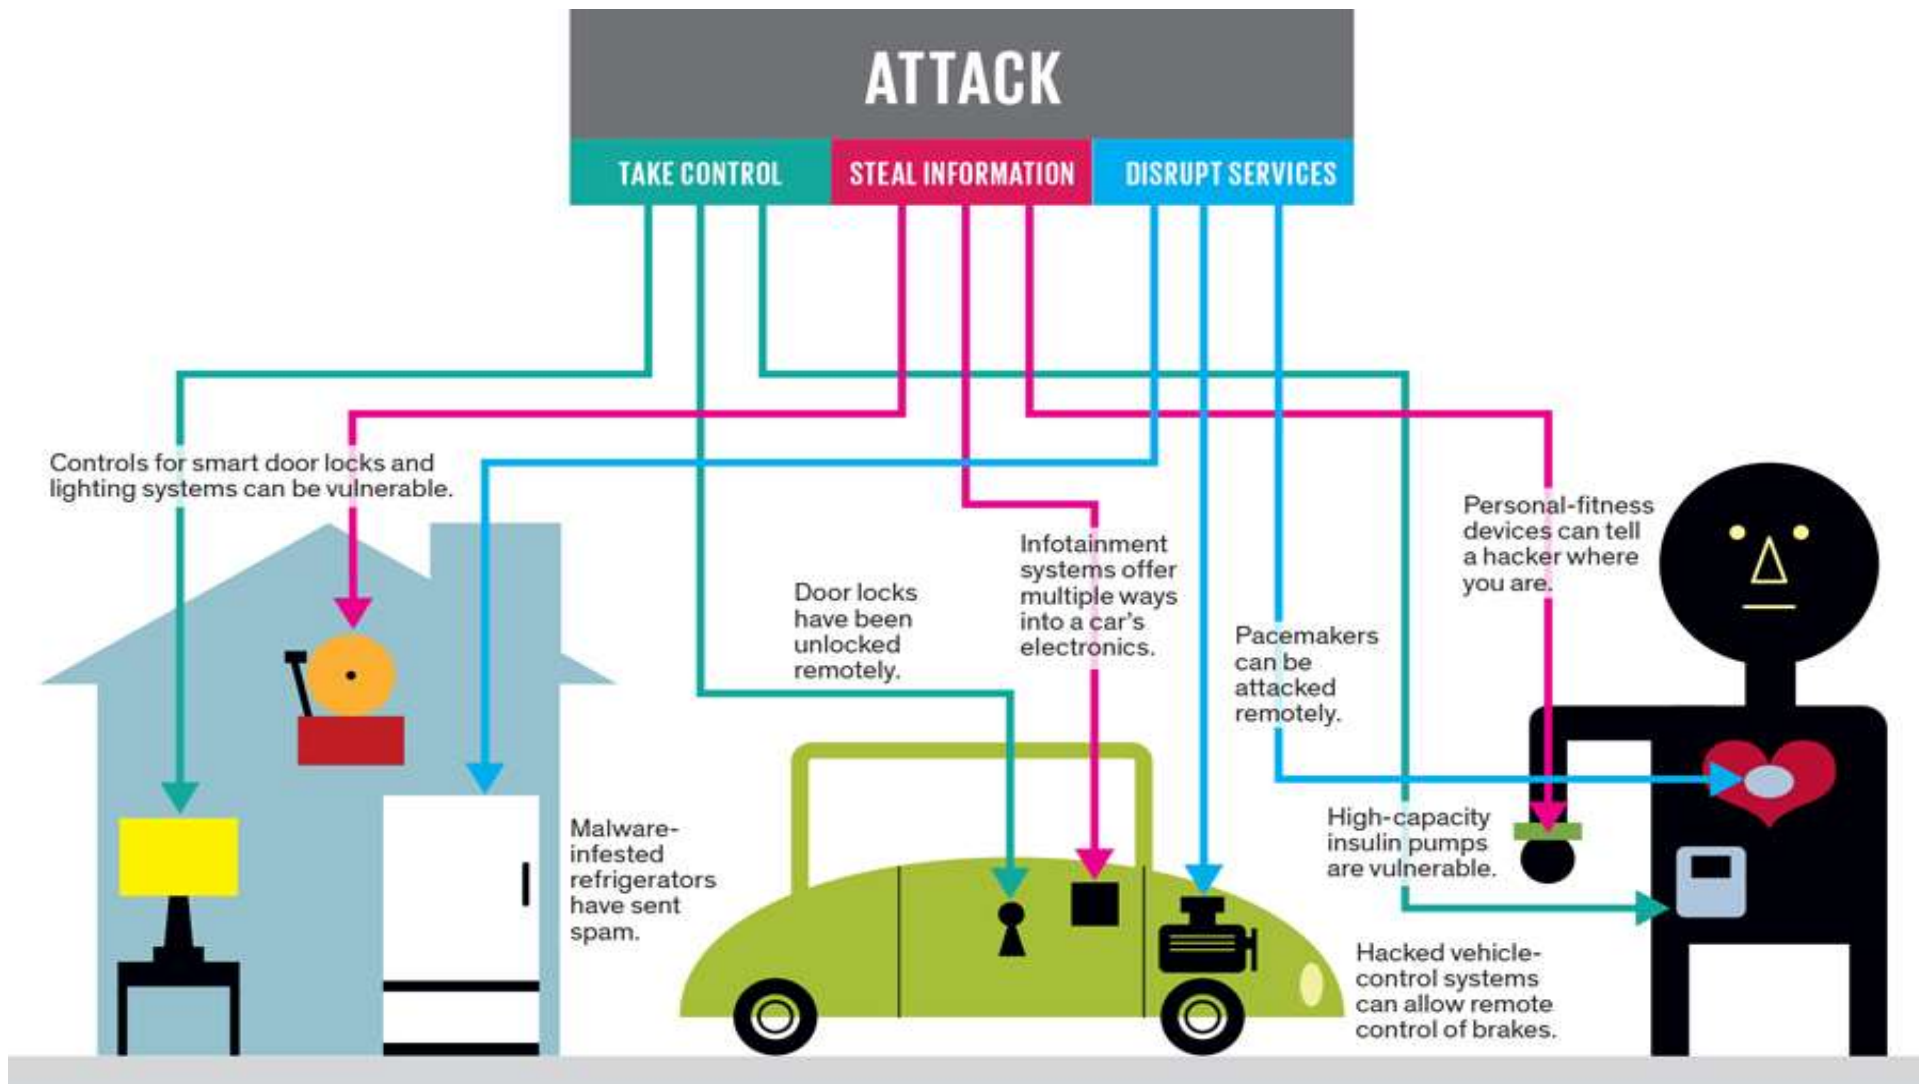 ATTACK
TAKE CONTROL
STEAL INFORMATION
DISRUPT SERVICES
Controls for smart door locks and
lighting systems can be vulnerable.
Malware-
infested
refrigerators
have sent
spam.
Door locks
have been
unlocked
remotely.
Infotainment
systems offer
multiple ways
into a car's
electronics.
Pacemakers
can be
attacked
remotely.
Personal-fitness
devices can tell
a hacker where
you are.
High-capacity
insulin pumps
are vulnerable.
Hacked vehicle-
control systems
can allow remote
control of brakes.